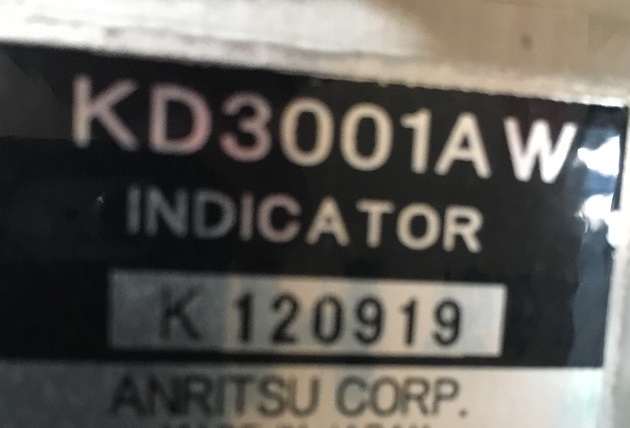 KD3001AW
INDICATOR
K 120919
ANRITSU CORP.